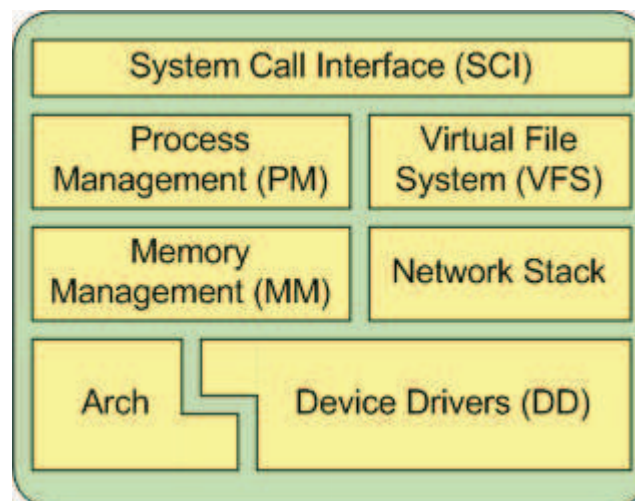 System Call Interface (SCI)
Process
Management (PM)
Virtual File
System (VFS)
Memory
Management (MM)
Network Stack
Arch
Device Drivers (DD)